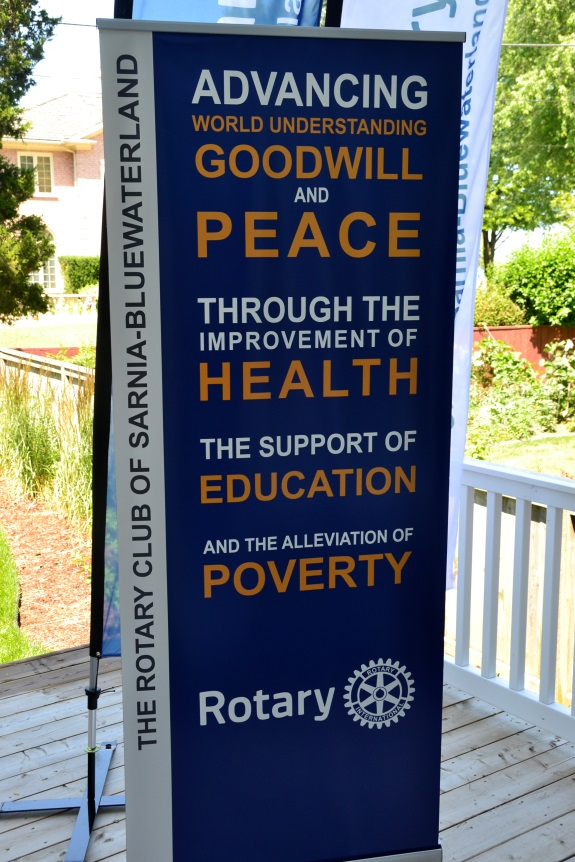 THE ROTARY CLUB OF SARNIA-BLUEWATERLAND
ADVANCING
WORLD UNDERSTANDING
GOODWILL
AND
PEACE
THROUGH THE
IMPROVEMENT OF
HEALTH
THE SUPPORT OF
EDUCATION
AND THE ALLEVIATION OF
POVERTY
Rotary
ROTARY
INTERNATIONAL